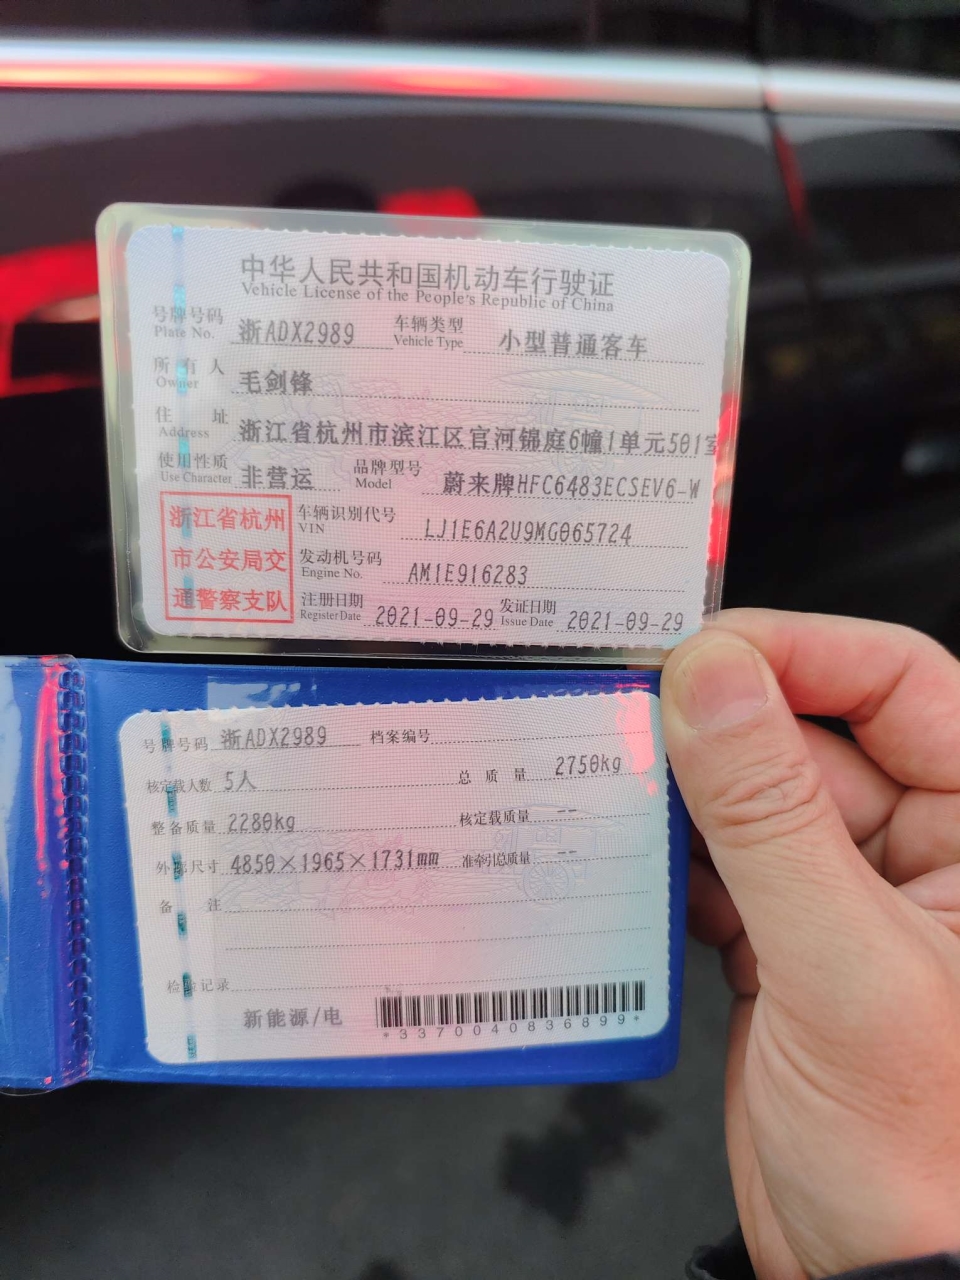 中华人民共和国机动车行驶证
Vehicle License of the People's Republic of China
号牌号码 浙ADX2989 车辆类型 小型普通客车
Plate No. Vehicle Type
所有人 毛剑锋
Owner
住址 浙江省杭州市滨江区官河锦庭6幢1单元501室
Address
使用性质 非营运 品牌型号 蔚来牌HFC6483ECSEV6-W
Use Character Model
浙江省杭州
市公安局交
通警察支队
车辆识别代号 LJ1E6A2U9MG065724
VIN
发动机号码 AM1E916283
Engine No.
注册日期 2021-09-29 发证日期 2021-09-29
Register Date Issue Date
号牌号码 浙ADX2989 档案编号
核定载人数 5人 总质量 2750kg
整备质量 2280kg 核定载质量 --
外廓尺寸 4850×1965×1731mm 准牵引总质量 --
备注
检验记录
新能源/电
*3370040836899*